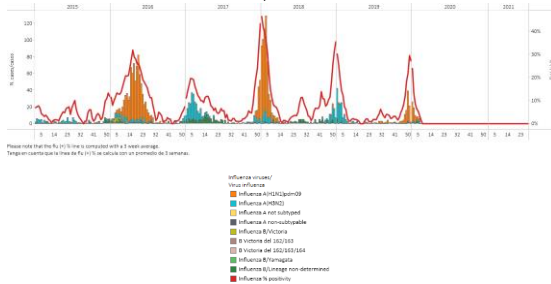 2015 2016 2017 2018 2019 2020 2021
120
100
80
60
40
20
0
40%
30%
20%
10%
0%
5 14 23 32 41 50 5 14 23 32 41 50 5 14 23 32 41 50 5 14 23 32 41 50 5 14 23 32 41 50 5 14 23 32 41 50 5 14 23
Please note that the flu (+) % line is computed with a 3 week average.
Tenga en cuenta que la línea de flu (+) % se calcula con un promedio de 3 semanas.
Influenza viruses/
Virus influenza
Influenza A(H1N1)pdm09
Influenza A(H3N2)
Influenza A not subtyped
Influenza A non-subtypable
Influenza B/Victoria
B Victoria del 162/163
B Victoria del 162/163/164
Influenza B/Yamagata
Influenza B/Lineage non-determined
Influenza % positivity